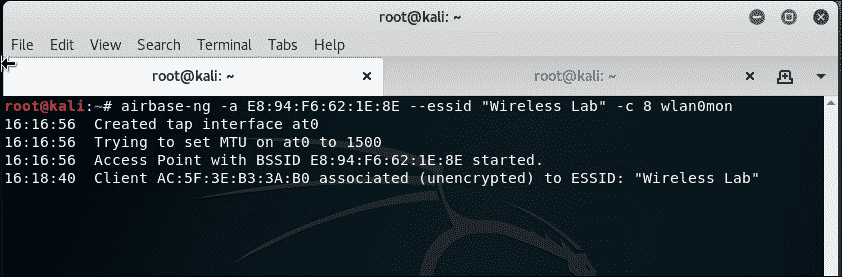 root@kali: ~
File Edit View Search Terminal Tabs Help
root@kali: ~ root@kali: ~
root@kali:~# airbase-ng -a E8:94:F6:62:1E:8E --essid "Wireless Lab" -c 8 wlan0mon
16:16:56 Created tap interface at0
16:16:56 Trying to set MTU on at0 to 1500
16:16:56 Access Point with BSSID E8:94:F6:62:1E:8E started.
16:18:40 Client AC:5F:3E:B3:3A:B0 associated (unencrypted) to ESSID: "Wireless Lab"